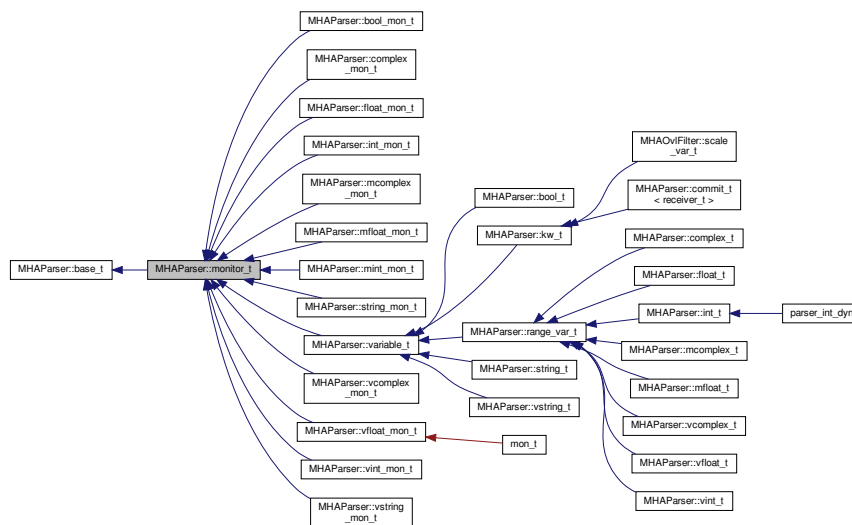 MHAParser::bool_mon_t
MHAParser::complex
_mon_t
MHAParser::float_mon_t
MHAParser::int_mon_t
MHAParser::mcomplex
_mon_t
MHAParser::mfloat_mon_t
MHAParser::base_t
MHAParser::monitor_t
MHAParser::mint_mon_t
MHAParser::string_mon_t
MHAParser::variable_t
MHAParser::vcomplex
_mon_t
MHAParser::vfloat_mon_t
MHAParser::vint_mon_t
MHAParser::vstring
_mon_t
MHAParser::bool_t
MHAParser::kw_t
MHAParser::range_var_t
MHAParser::string_t
MHAParser::vstring_t
mon_t
MHAOvlFilter::scale
_var_t
MHAParser::commit_t
< receiver_t >
MHAParser::complex_t
MHAParser::float_t
MHAParser::int_t
MHAParser::mcomplex_t
MHAParser::mfloat_t
MHAParser::vcomplex_t
MHAParser::vfloat_t
MHAParser::vint_t
parser_int_dyn